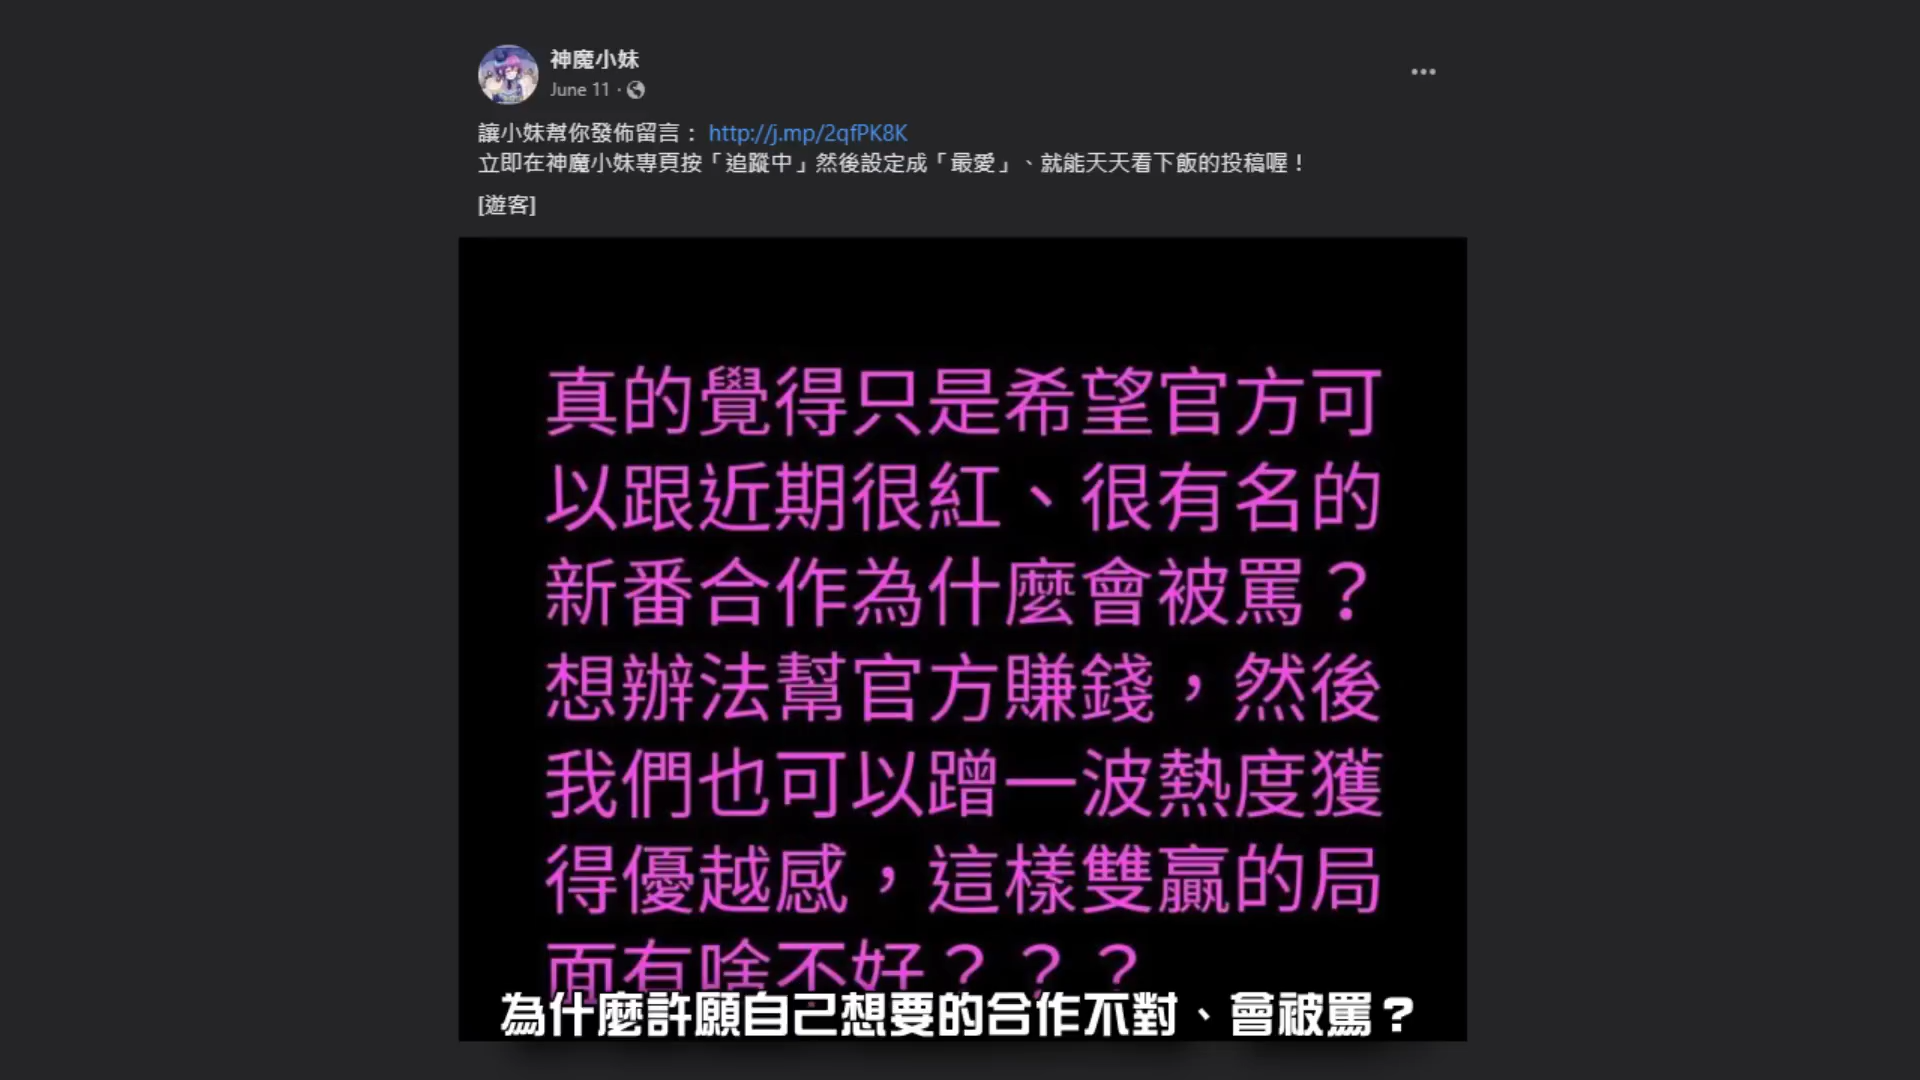 神魔小妹
June 11
讓小妹幫你發佈留言： http://j.mp/2qfPK8K
立即在神魔小妹專頁按「追蹤中」然後設定成「最愛」、就能天天看下飯的投稿喔！
[遊客]
真的覺得只是希望官方可
以跟近期很紅、很有名的
新番合作為什麼會被罵？
想辦法幫官方賺錢，然後
我們也可以蹭一波熱度獲
得優越感，這樣雙贏的局
面有啥不好？？？
為什麼許願自己想要的合作不對、會被罵？